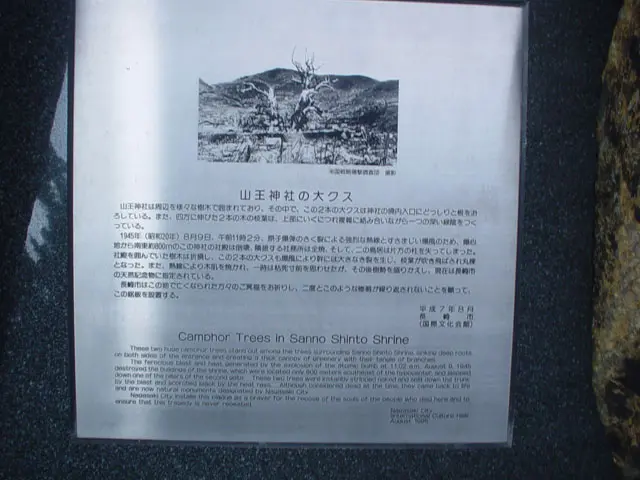 米国戦略爆撃調査団 撮影
山王神社の大クス
山王神社は周辺を様々な樹木で囲まれており、その中で、この2本の大クスは神社の境内入口にどっしりと根を下
ろしている。また、四方に伸びた2本の木の枝葉は、上部にいくにつれ複雑に絡み合いながら一つの深い緑陰をつく
っている。
1945年(昭和20年)8月9日、午前11時2分、原子爆弾のさく裂による強烈な熱線とすさまじい爆風のため、爆心
地から南東約800mのこの神社の社殿は倒壊、隣接する社務所は全焼、そして、二の鳥居は片方の柱を失ってしまった。
社殿を囲んでいた樹木は折損し、この2本の大クスも爆風により幹には大きな裂を生じ、枝葉が吹き飛ばされ丸裸
となった。また、熱線により木肌を焼かれ、一時は枯死寸前を思わせたが、その後樹勢を盛りかえし、現在は長崎市
の天然記念物に指定されている。
長崎市はこの地で亡くなられた方々のご冥福をお祈りし、二度とこのような惨禍が繰り返されないことを願って、
この銘板を設置する。
平成7年8月
長崎市
(国際文化会館)
Camphor Trees in Sanno Shinto Shrine
These two huge camphor trees stand out among the trees surrounding Sanno Shinto Shrine, sinking deep roots
on both sides of the entrance and creating a thick canopy of greenery with their tangle of branches.
The ferocious blast and heat generated by the explosion of the atomic bomb at 11:02 a.m. August 9, 1945
destroyed the buildings of the shrine, which were located only 800 meters southeast of the hypocenter, and knocked
down one of the pillars of the second torii. These two trees were instantly stripped naked and split down the trunk
by the blast and scorched black by the heat rays. Although considered dead at the time, they came back to life
and are now natural monuments designated by Nagasaki City.
Nagasaki City installs this plaque as a prayer for the repose of the souls of the people who died here and to
ensure that this tragedy is never repeated.
Nagasaki City
(International Culture Hall)
August 1995